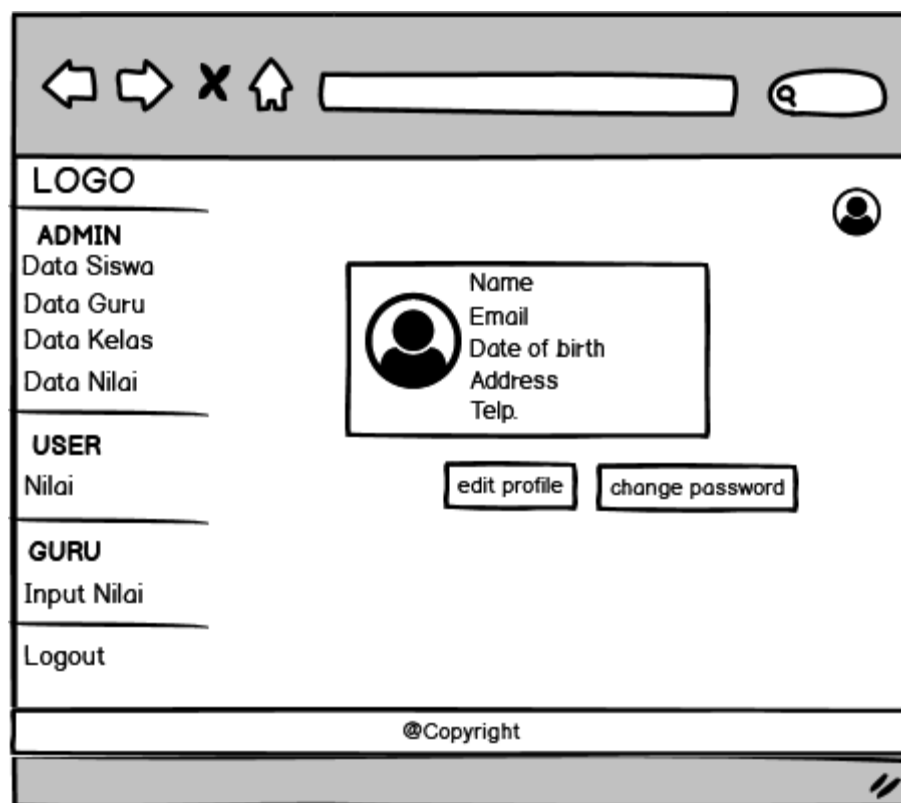 LOGO
ADMIN
Data Siswa
Data Guru
Data Kelas
Data Nilai
USER
Nilai
GURU
Input Nilai
Logout
Name
Email
Date of birth
Address
Telp.
edit profile
change password
@Copyright